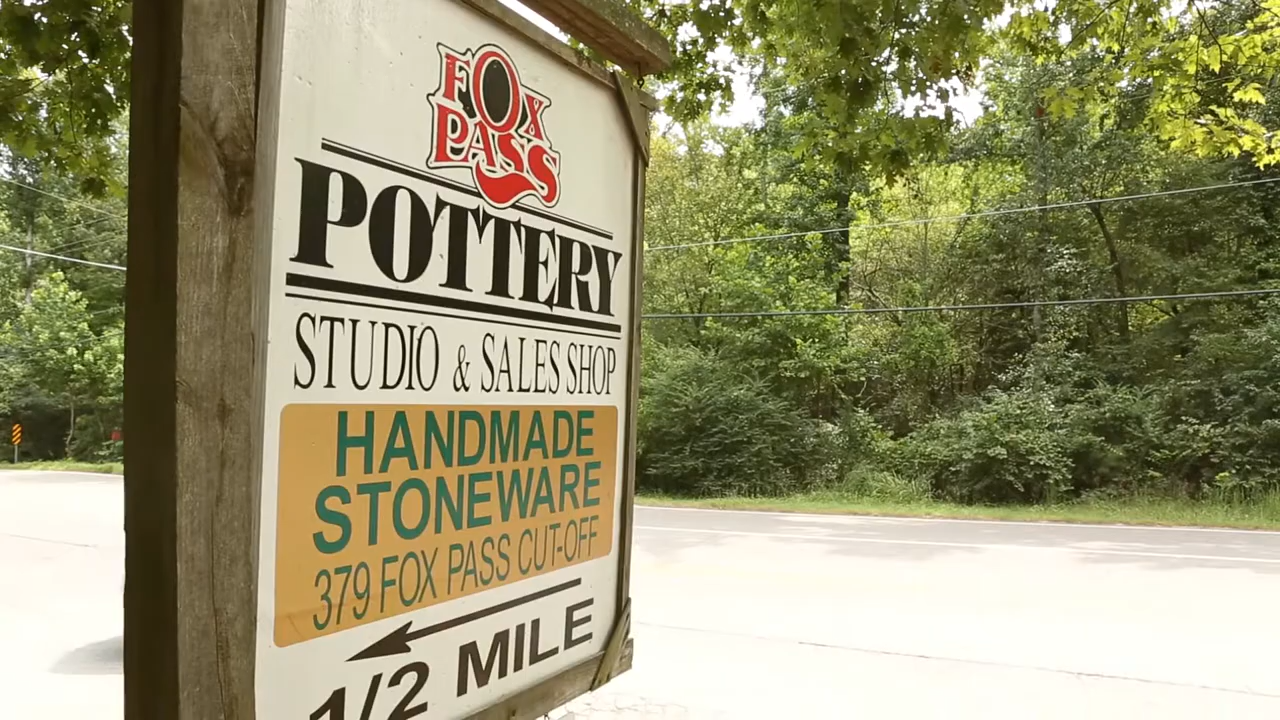 FOX
PASS
POTTERY
STUDIO & SALES SHOP
HANDMADE
STONEWARE
379 FOX PASS CUT-OFF
1/2 MILE